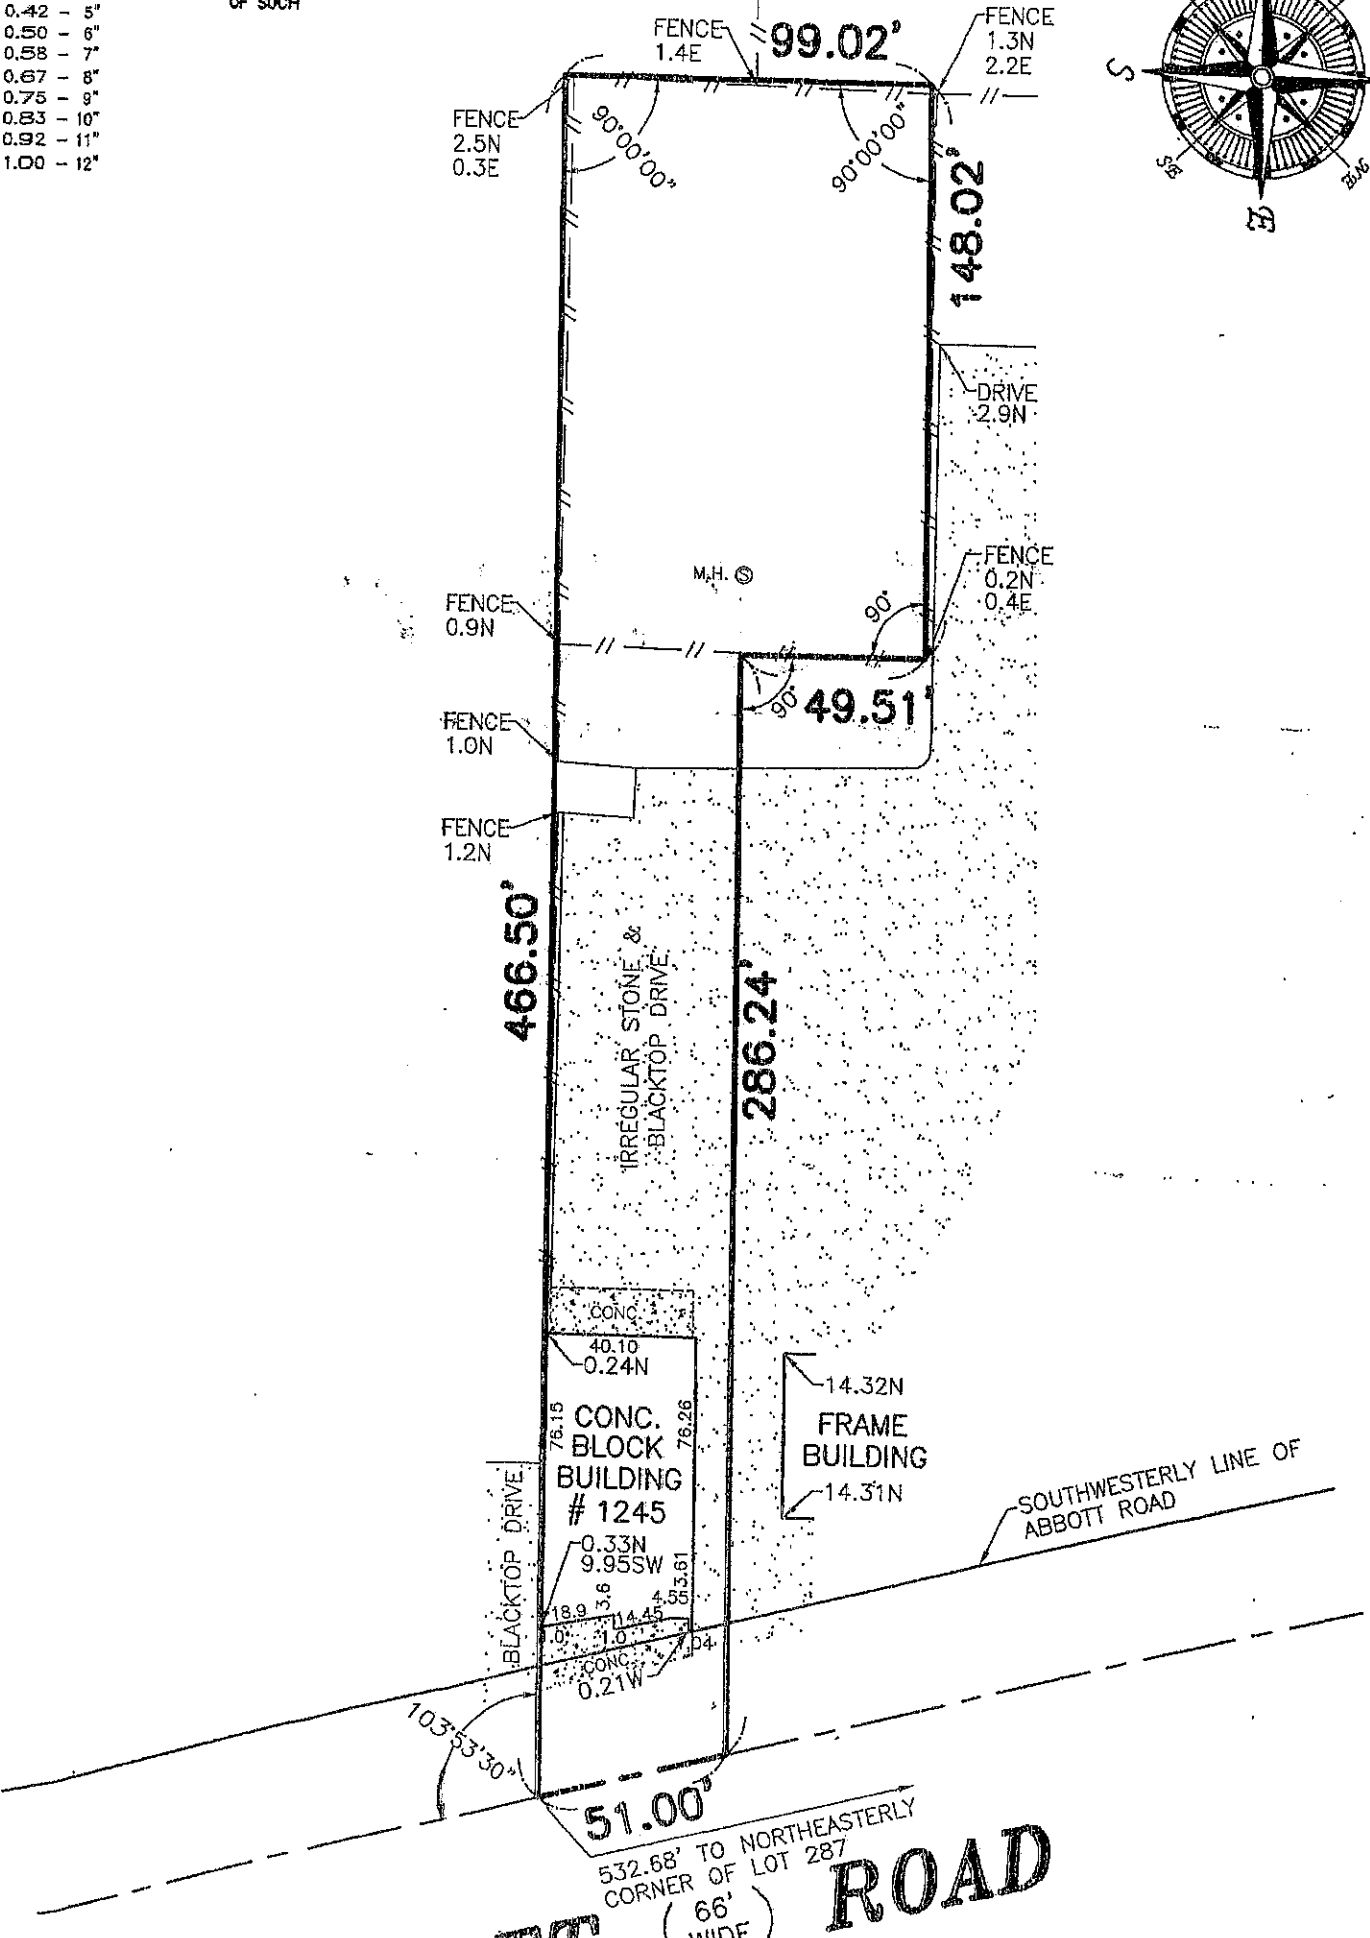 0.42 - 5"
0.50 - 6"
0.58 - 7"
0.67 - 8"
0.75 - 9"
0.83 - 10"
0.92 - 11"
1.00 - 12"
OF SUCH
FENCE
1.4E
99.02'
FENCE
1.3N
2.2E
S
SE
E
FENCE
2.5N
0.3E
90°00'00"
90°00'00"
148.02'
DRIVE
2.9N
M.H. S
FENCE
0.2N
0.4E
90°
FENCE
0.9N
90°
49.51'
FENCE
1.0N
FENCE
1.2N
466.50'
IRREGULAR STONE &
BLACKTOP DRIVE
286.24'
CONC.
40.10
0.24N
76.15
CONC.
BLOCK
BUILDING
# 1245
76.26
14.32N
FRAME
BUILDING
14.31N
BLACKTOP DRIVE
0.33N
9.95SW
3.61
18.9
3.6
14.45
4.55
1.0
CONC.
0.21W
SOUTHWESTERLY LINE OF
ABBOTT ROAD
103°53'30"
51.00'
532.68' TO NORTHEASTERLY
CORNER OF LOT 287
ROAD
(66'
WIDE)